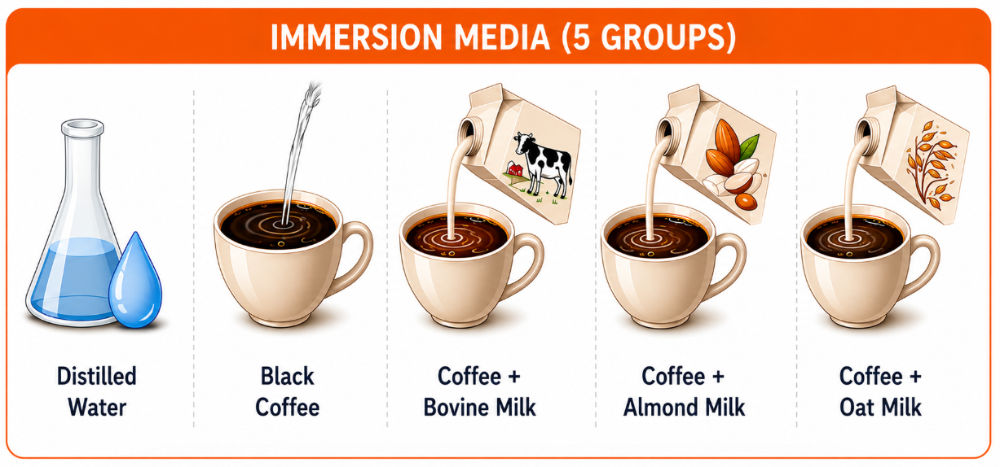 IMMERSION MEDIA (5 GROUPS)
Distilled
Water
Black
Coffee
Coffee +
Bovine Milk
Coffee +
Almond Milk
Coffee +
Oat Milk